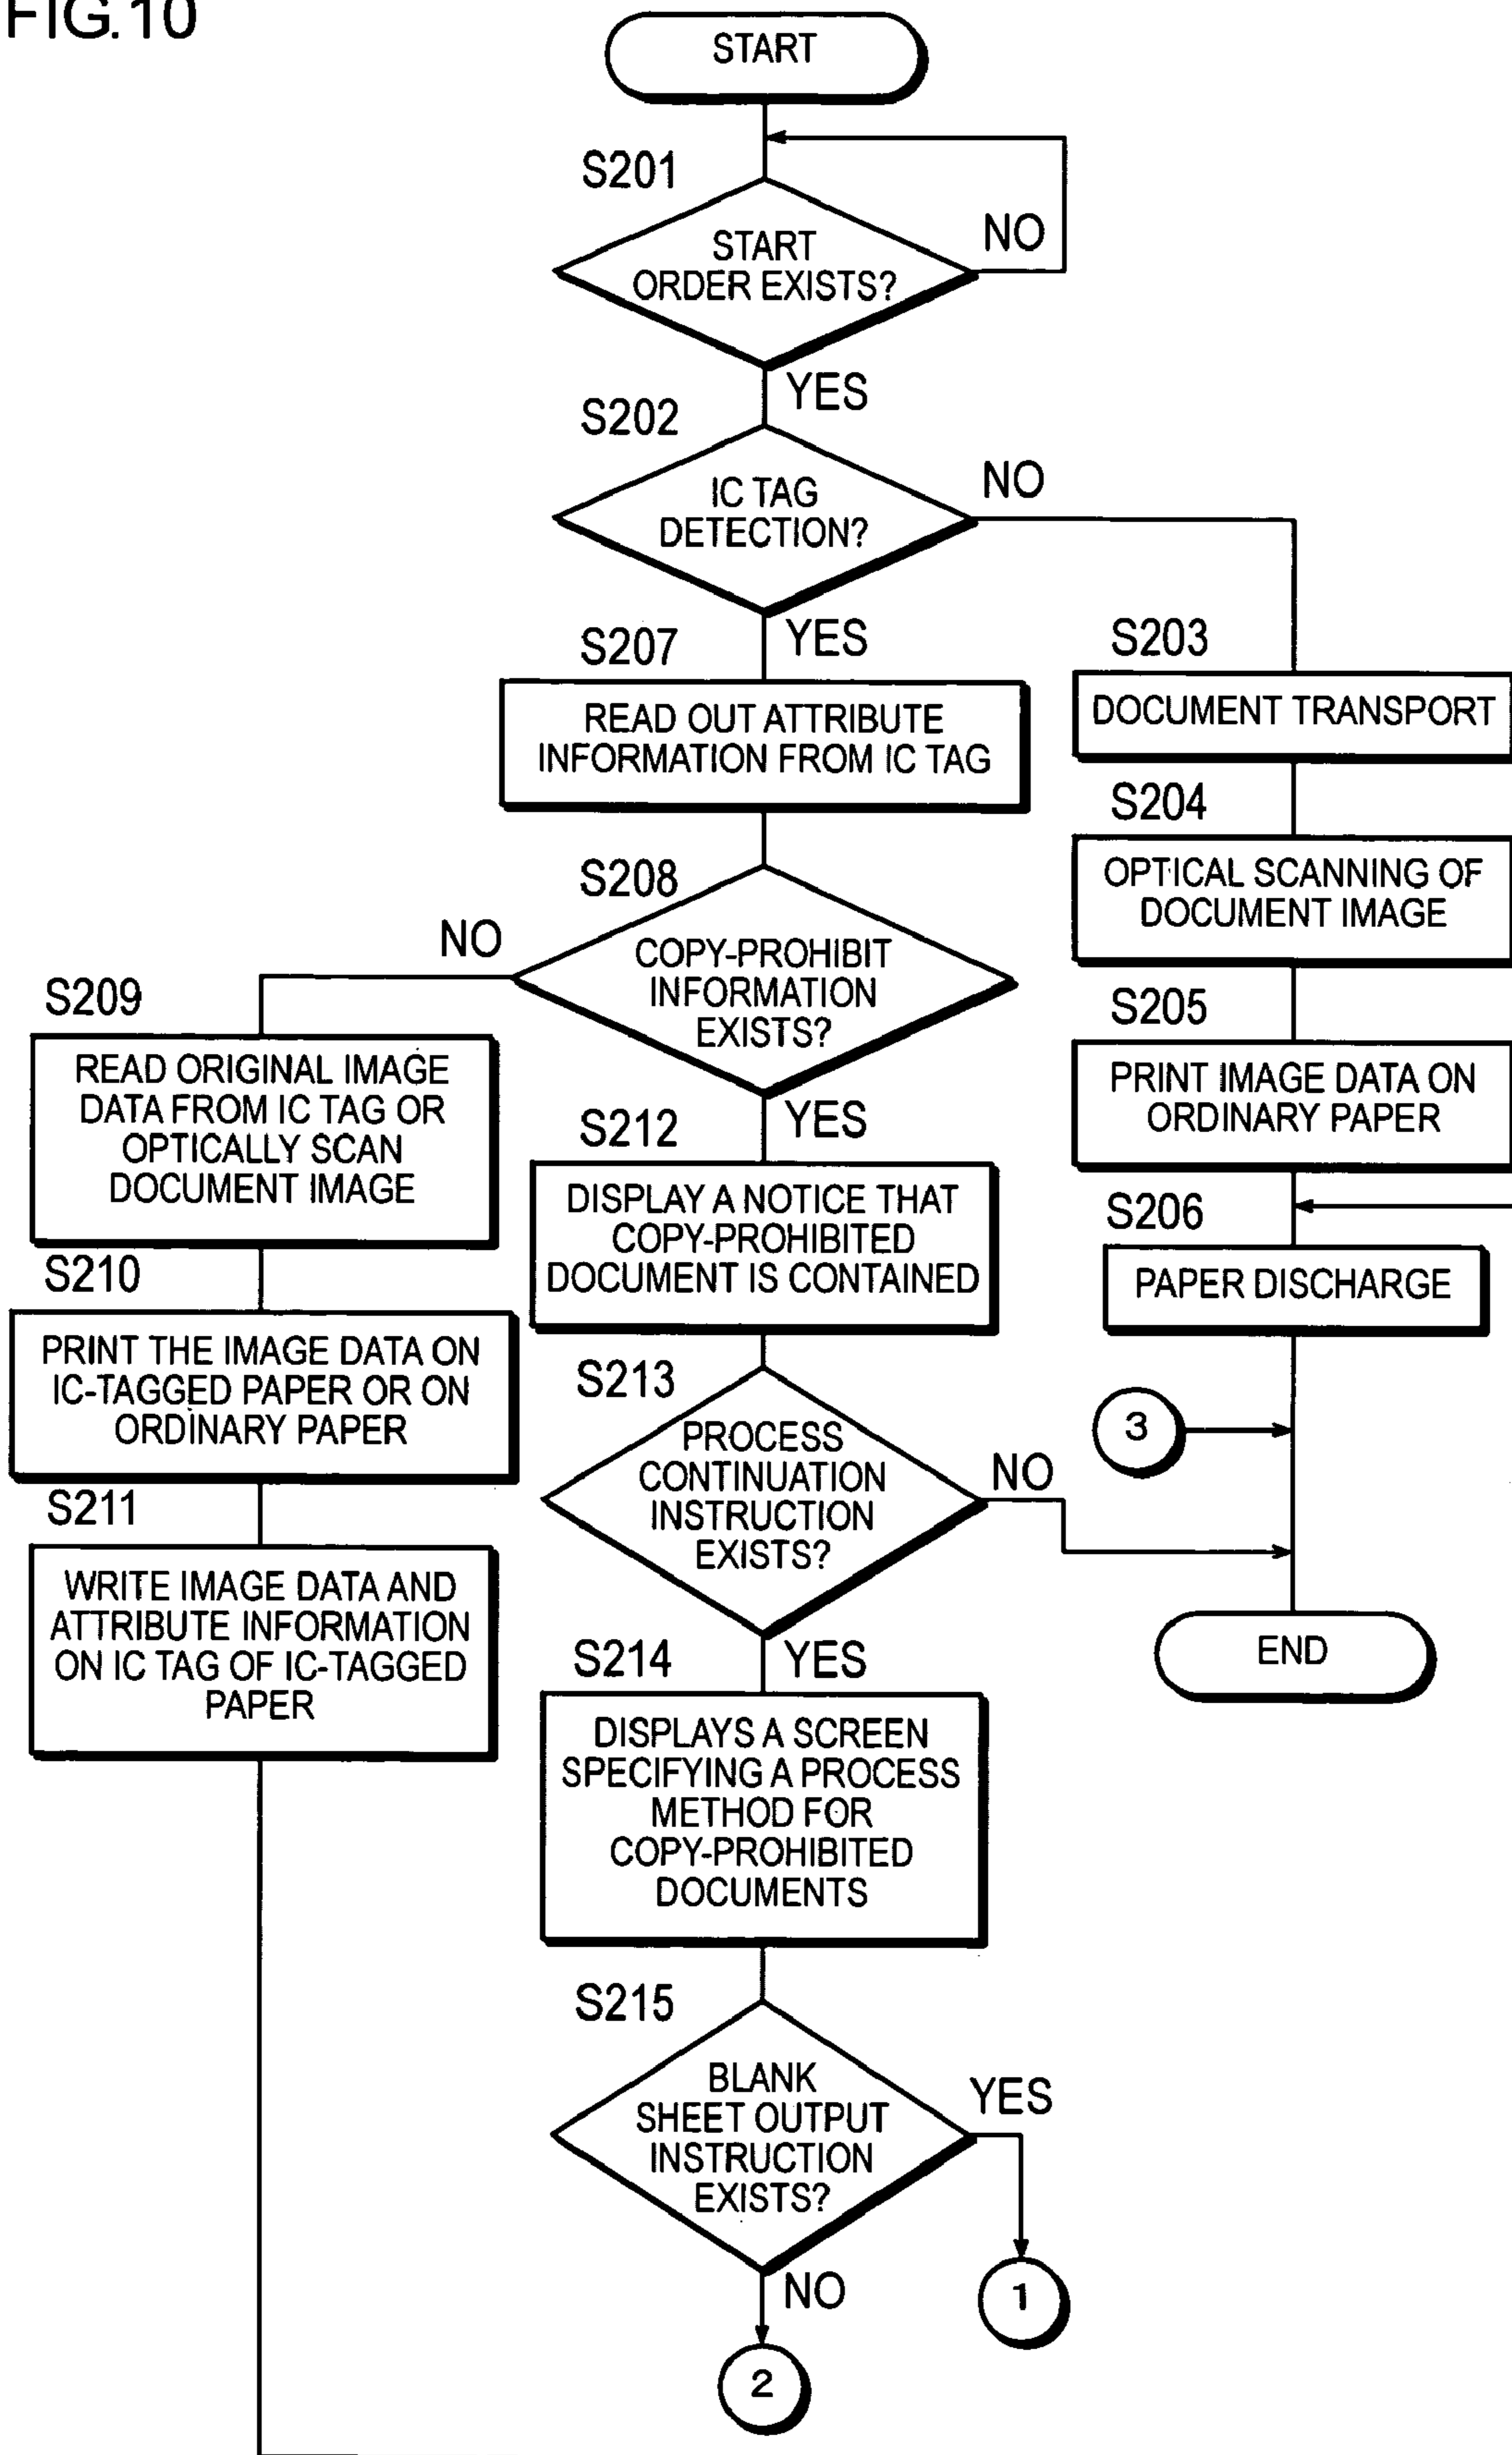 FIG.10
START
S201
START
ORDER EXISTS?
NO
YES
S202
IC TAG
DETECTION?
NO
YES
S203
DOCUMENT TRANSPORT
S204
OPTICAL SCANNING OF
DOCUMENT IMAGE
S205
PRINT IMAGE DATA ON
ORDINARY PAPER
S206
PAPER DISCHARGE
3
END
S207
READ OUT ATTRIBUTE
INFORMATION FROM IC TAG
S208
COPY-PROHIBIT
INFORMATION
EXISTS?
NO
YES
S209
READ ORIGINAL IMAGE
DATA FROM IC TAG OR
OPTICALLY SCAN
DOCUMENT IMAGE
S210
PRINT THE IMAGE DATA ON
IC-TAGGED PAPER OR ON
ORDINARY PAPER
S211
WRITE IMAGE DATA AND
ATTRIBUTE INFORMATION
ON IC TAG OF IC-TAGGED
PAPER
S212
DISPLAY A NOTICE THAT
COPY-PROHIBITED
DOCUMENT IS CONTAINED
S213
PROCESS
CONTINUATION
INSTRUCTION
EXISTS?
NO
YES
S214
DISPLAYS A SCREEN
SPECIFYING A PROCESS
METHOD FOR
COPY-PROHIBITED
DOCUMENTS
S215
BLANK
SHEET OUTPUT
INSTRUCTION
EXISTS?
YES
1
NO
2